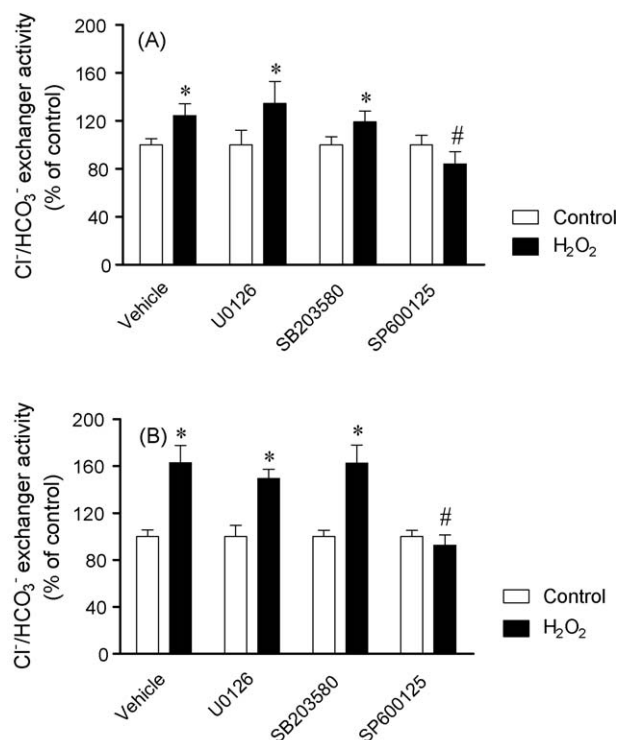 (A)
Cl⁻/HCO₃⁻ exchanger activity
(% of control)
200
160
120
80
40
0
* * * #
Control
H₂O₂
Vehicle
U0126
SB203580
SP600125
(B)
Cl⁻/HCO₃⁻ exchanger activity
(% of control)
200
160
120
80
40
0
* * * #
Control
H₂O₂
Vehicle
U0126
SB203580
SP600125